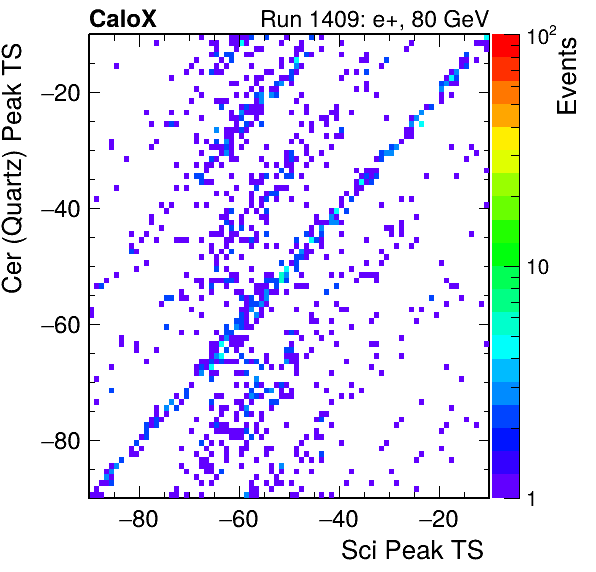 CaloX Run 1409: e+, 80 GeV
Cer (Quartz) Peak TS
−20
−40
−60
−80
−80 −60 −40 −20
Sci Peak TS
10²
10
1
Events